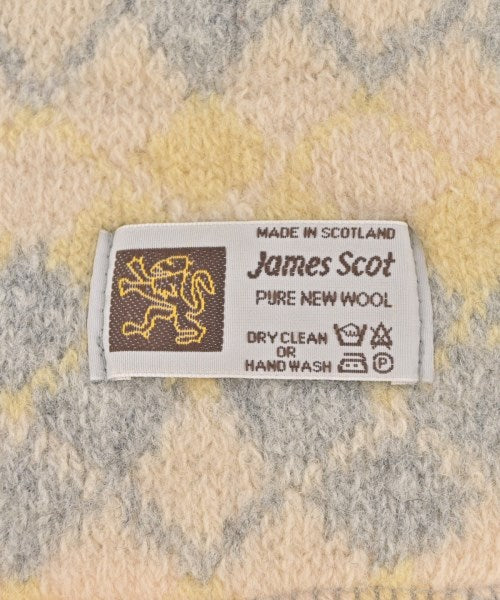 MADE IN SCOTLAND
James Scot
PURE NEW WOOL
DRY CLEAN
OR
HAND WASH
P